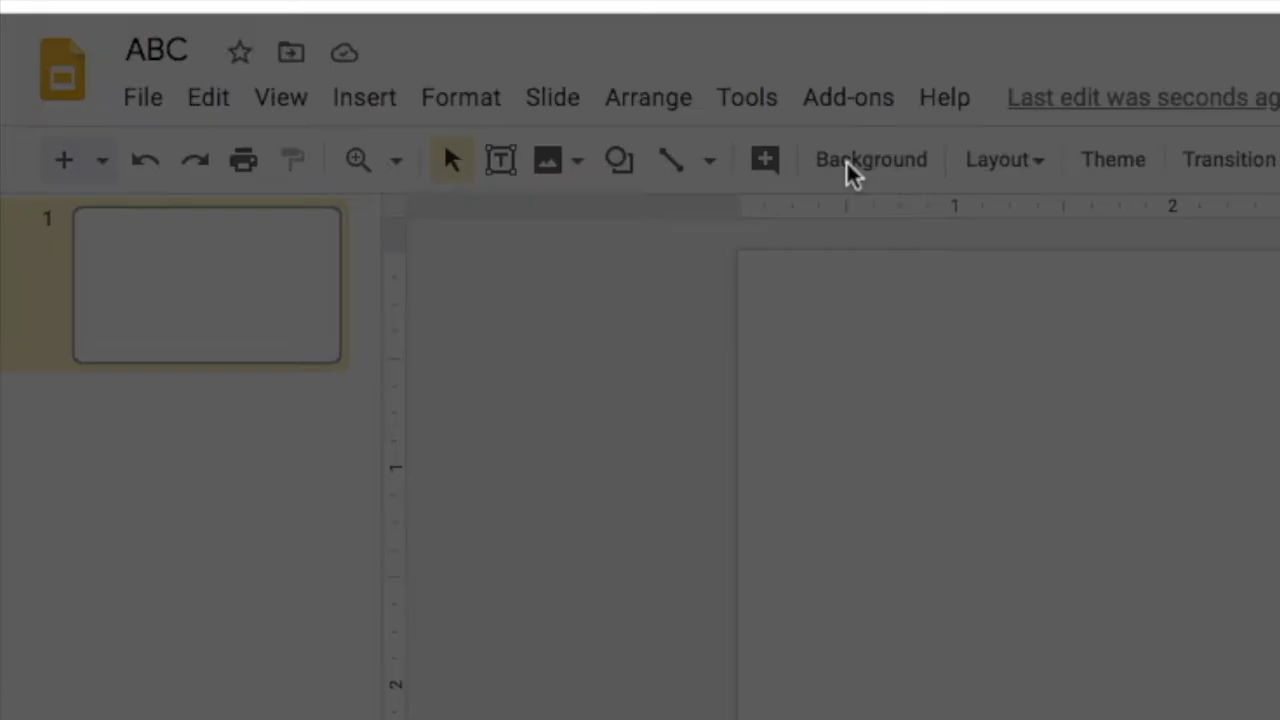 ABC
File Edit View Insert Format Slide Arrange Tools Add-ons Help Last edit was seconds ag
Background Layout Theme Transition
1 2
1
1
2